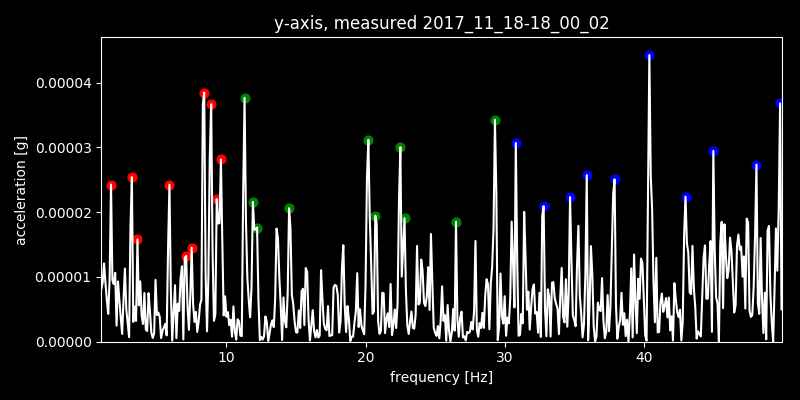 y-axis, measured 2017_11_18-18_00_02
acceleration [g]
0.00004
0.00003
0.00002
0.00001
0.00000
10 20 30 40
frequency [Hz]